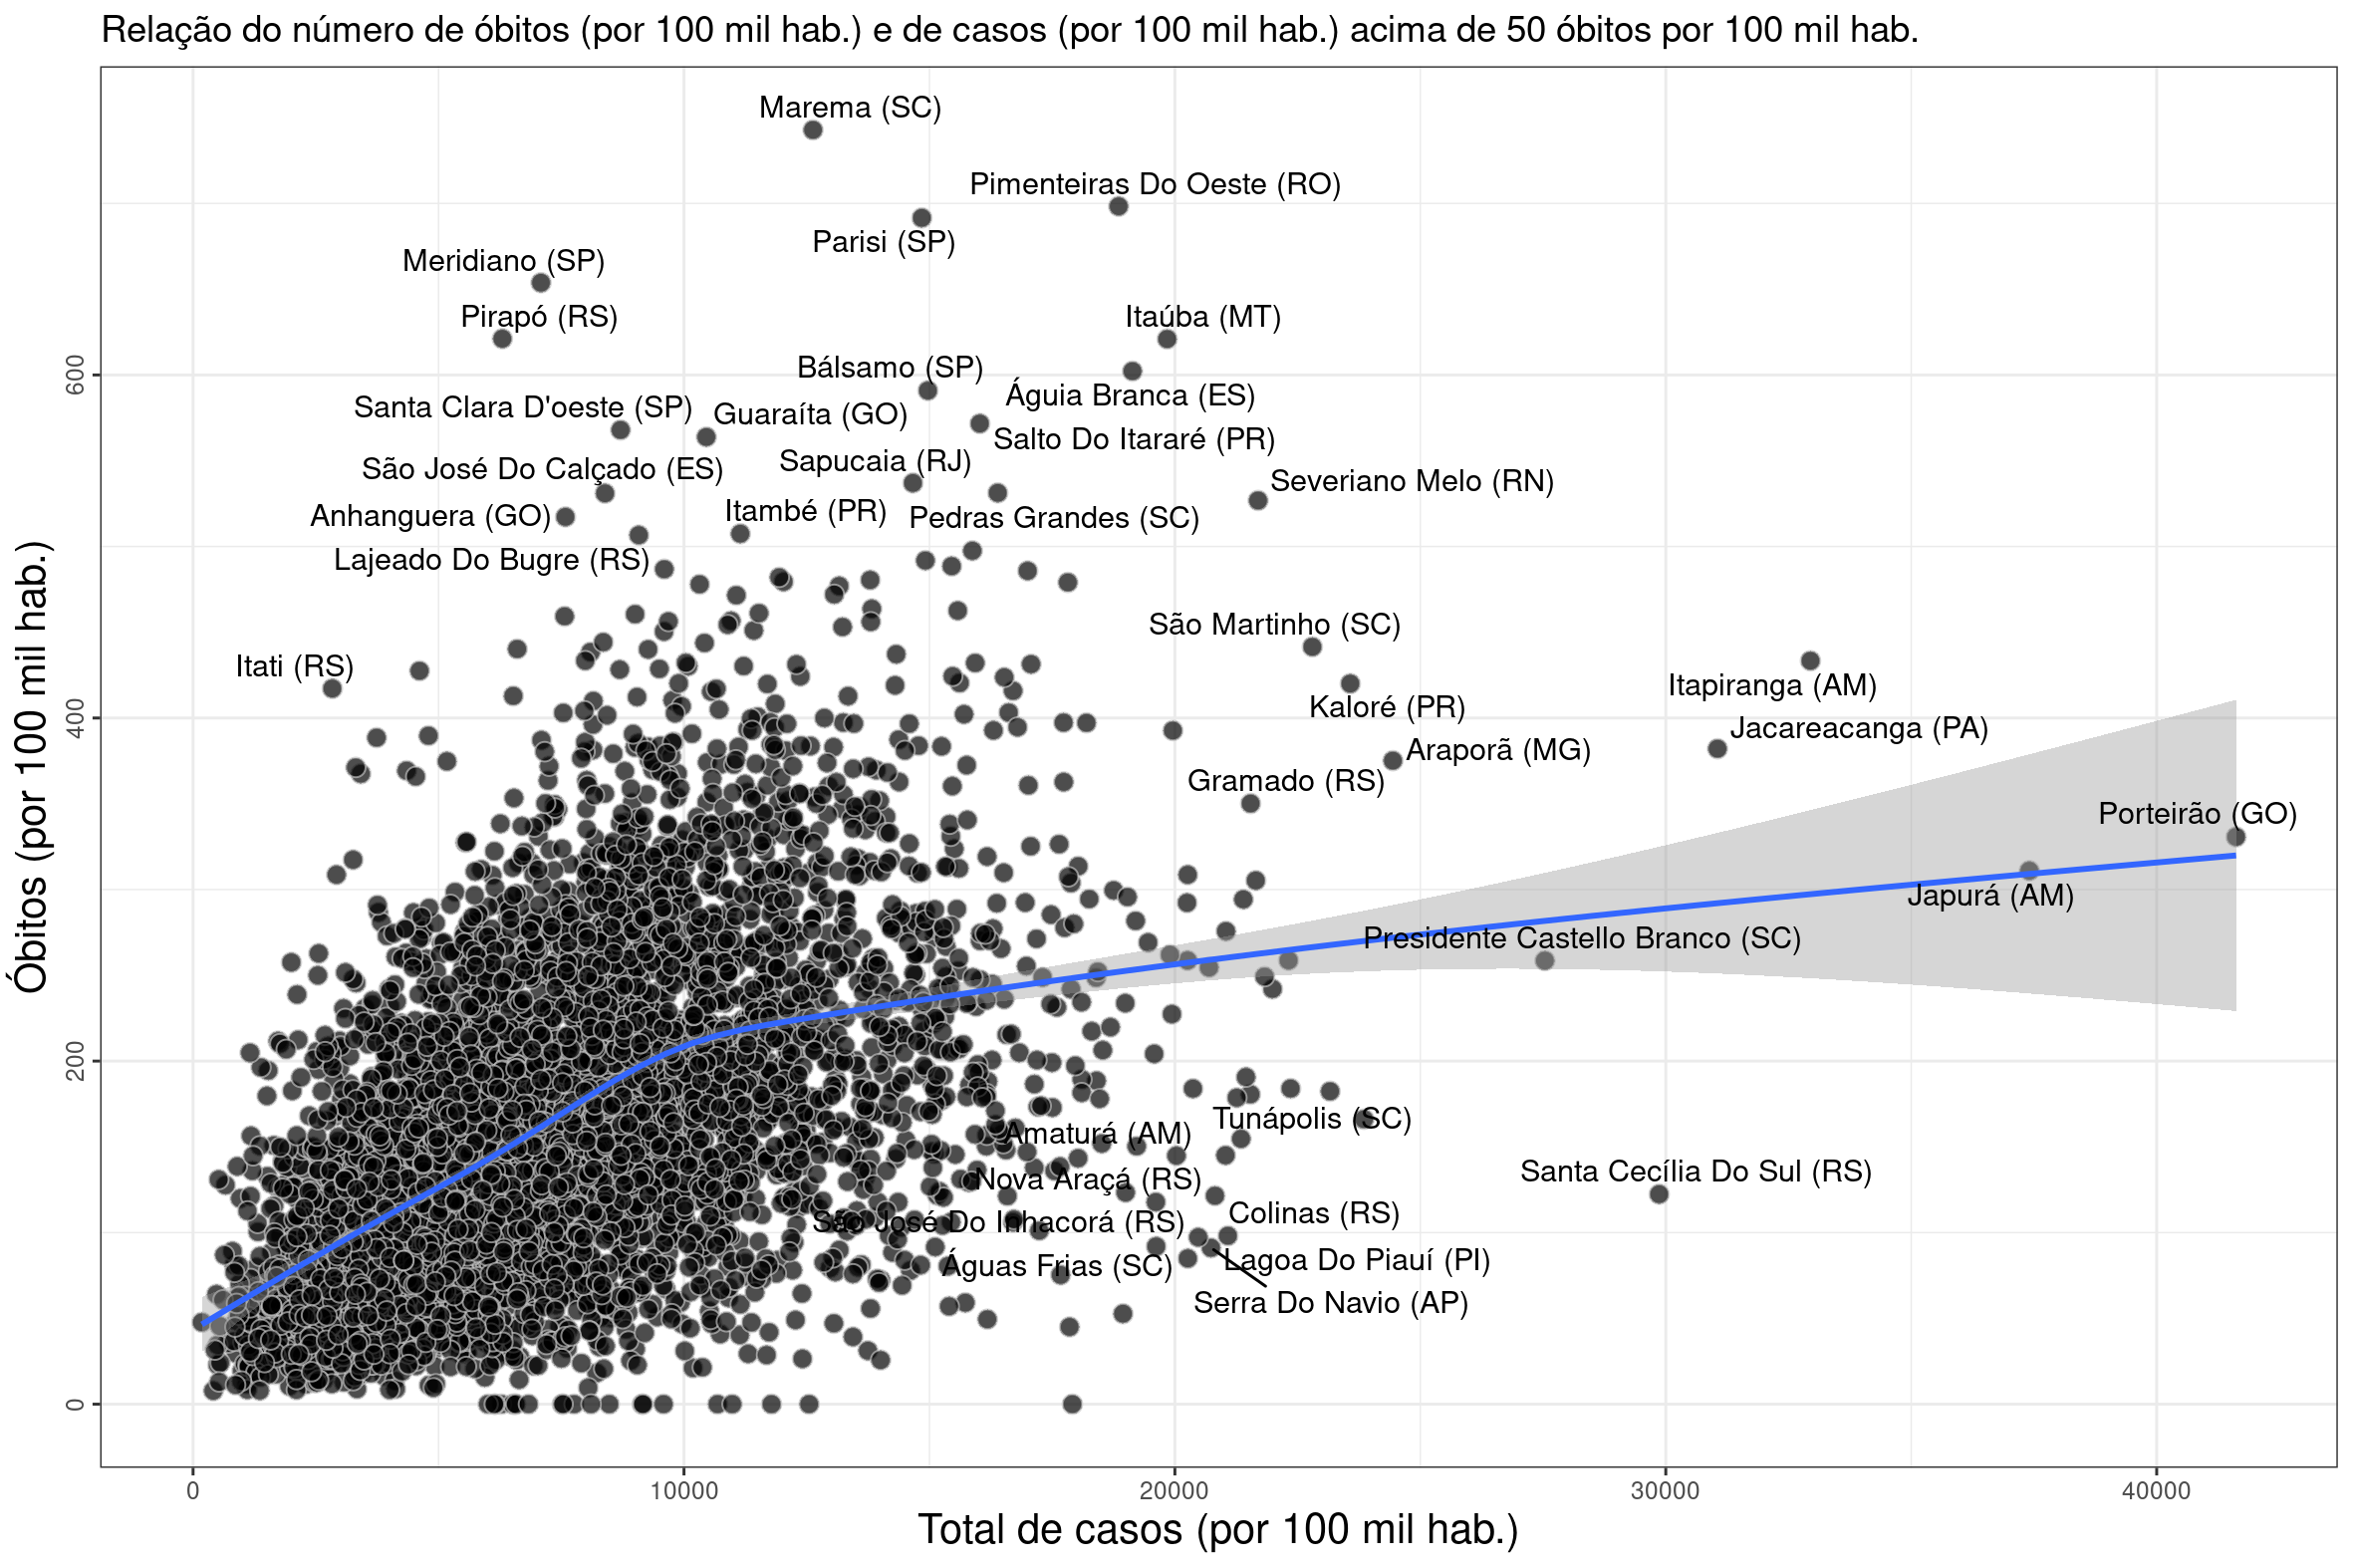 Relação do número de óbitos (por 100 mil hab.) e de casos (por 100 mil hab.) acima de 50 óbitos por 100 mil hab.
Marema (SC)
Pimenteiras Do Oeste (RO)
Parisi (SP)
Meridiano (SP)
Pirapó (RS)
Itaúba (MT)
Bálsamo (SP)
Águia Branca (ES)
Santa Clara D'oeste (SP)
Guaraíta (GO)
Salto Do Itararé (PR)
São José Do Calçado (ES)
Sapucaia (RJ)
Severiano Melo (RN)
Anhanguera (GO)
Itambé (PR)
Pedras Grandes (SC)
Lajeado Do Bugre (RS)
São Martinho (SC)
Itati (RS)
Itapiranga (AM)
Kaloré (PR)
Jacareacanga (PA)
Araporã (MG)
Gramado (RS)
Porteirão (GO)
Japurá (AM)
Presidente Castello Branco (SC)
Tunápolis (SC)
Amaturá (AM)
Nova Araçá (RS)
Santa Cecília Do Sul (RS)
São José Do Inhacorá (RS)
Colinas (RS)
Águas Frias (SC)
Lagoa Do Piauí (PI)
Serra Do Navio (AP)
Óbitos (por 100 mil hab.)
600
400
200
0
0
10000
20000
30000
40000
Total de casos (por 100 mil hab.)